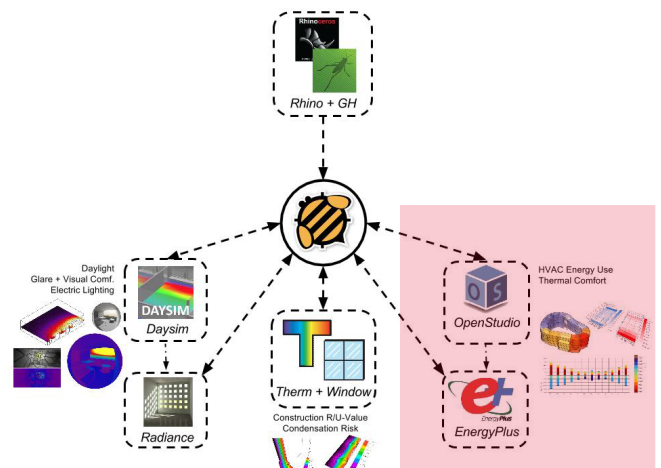 Rhinoceros
Rhino + GH
Daylight
Glare + Visual Comf.
Electric Lighting
DAYSIM
Daysim
OS
OpenStudio
HVAC Energy Use
Thermal Comfort
Radiance
T
Therm + Window
Construction R/U-Value
Condensation Risk
e+
EnergyPlus
EnergyPlus